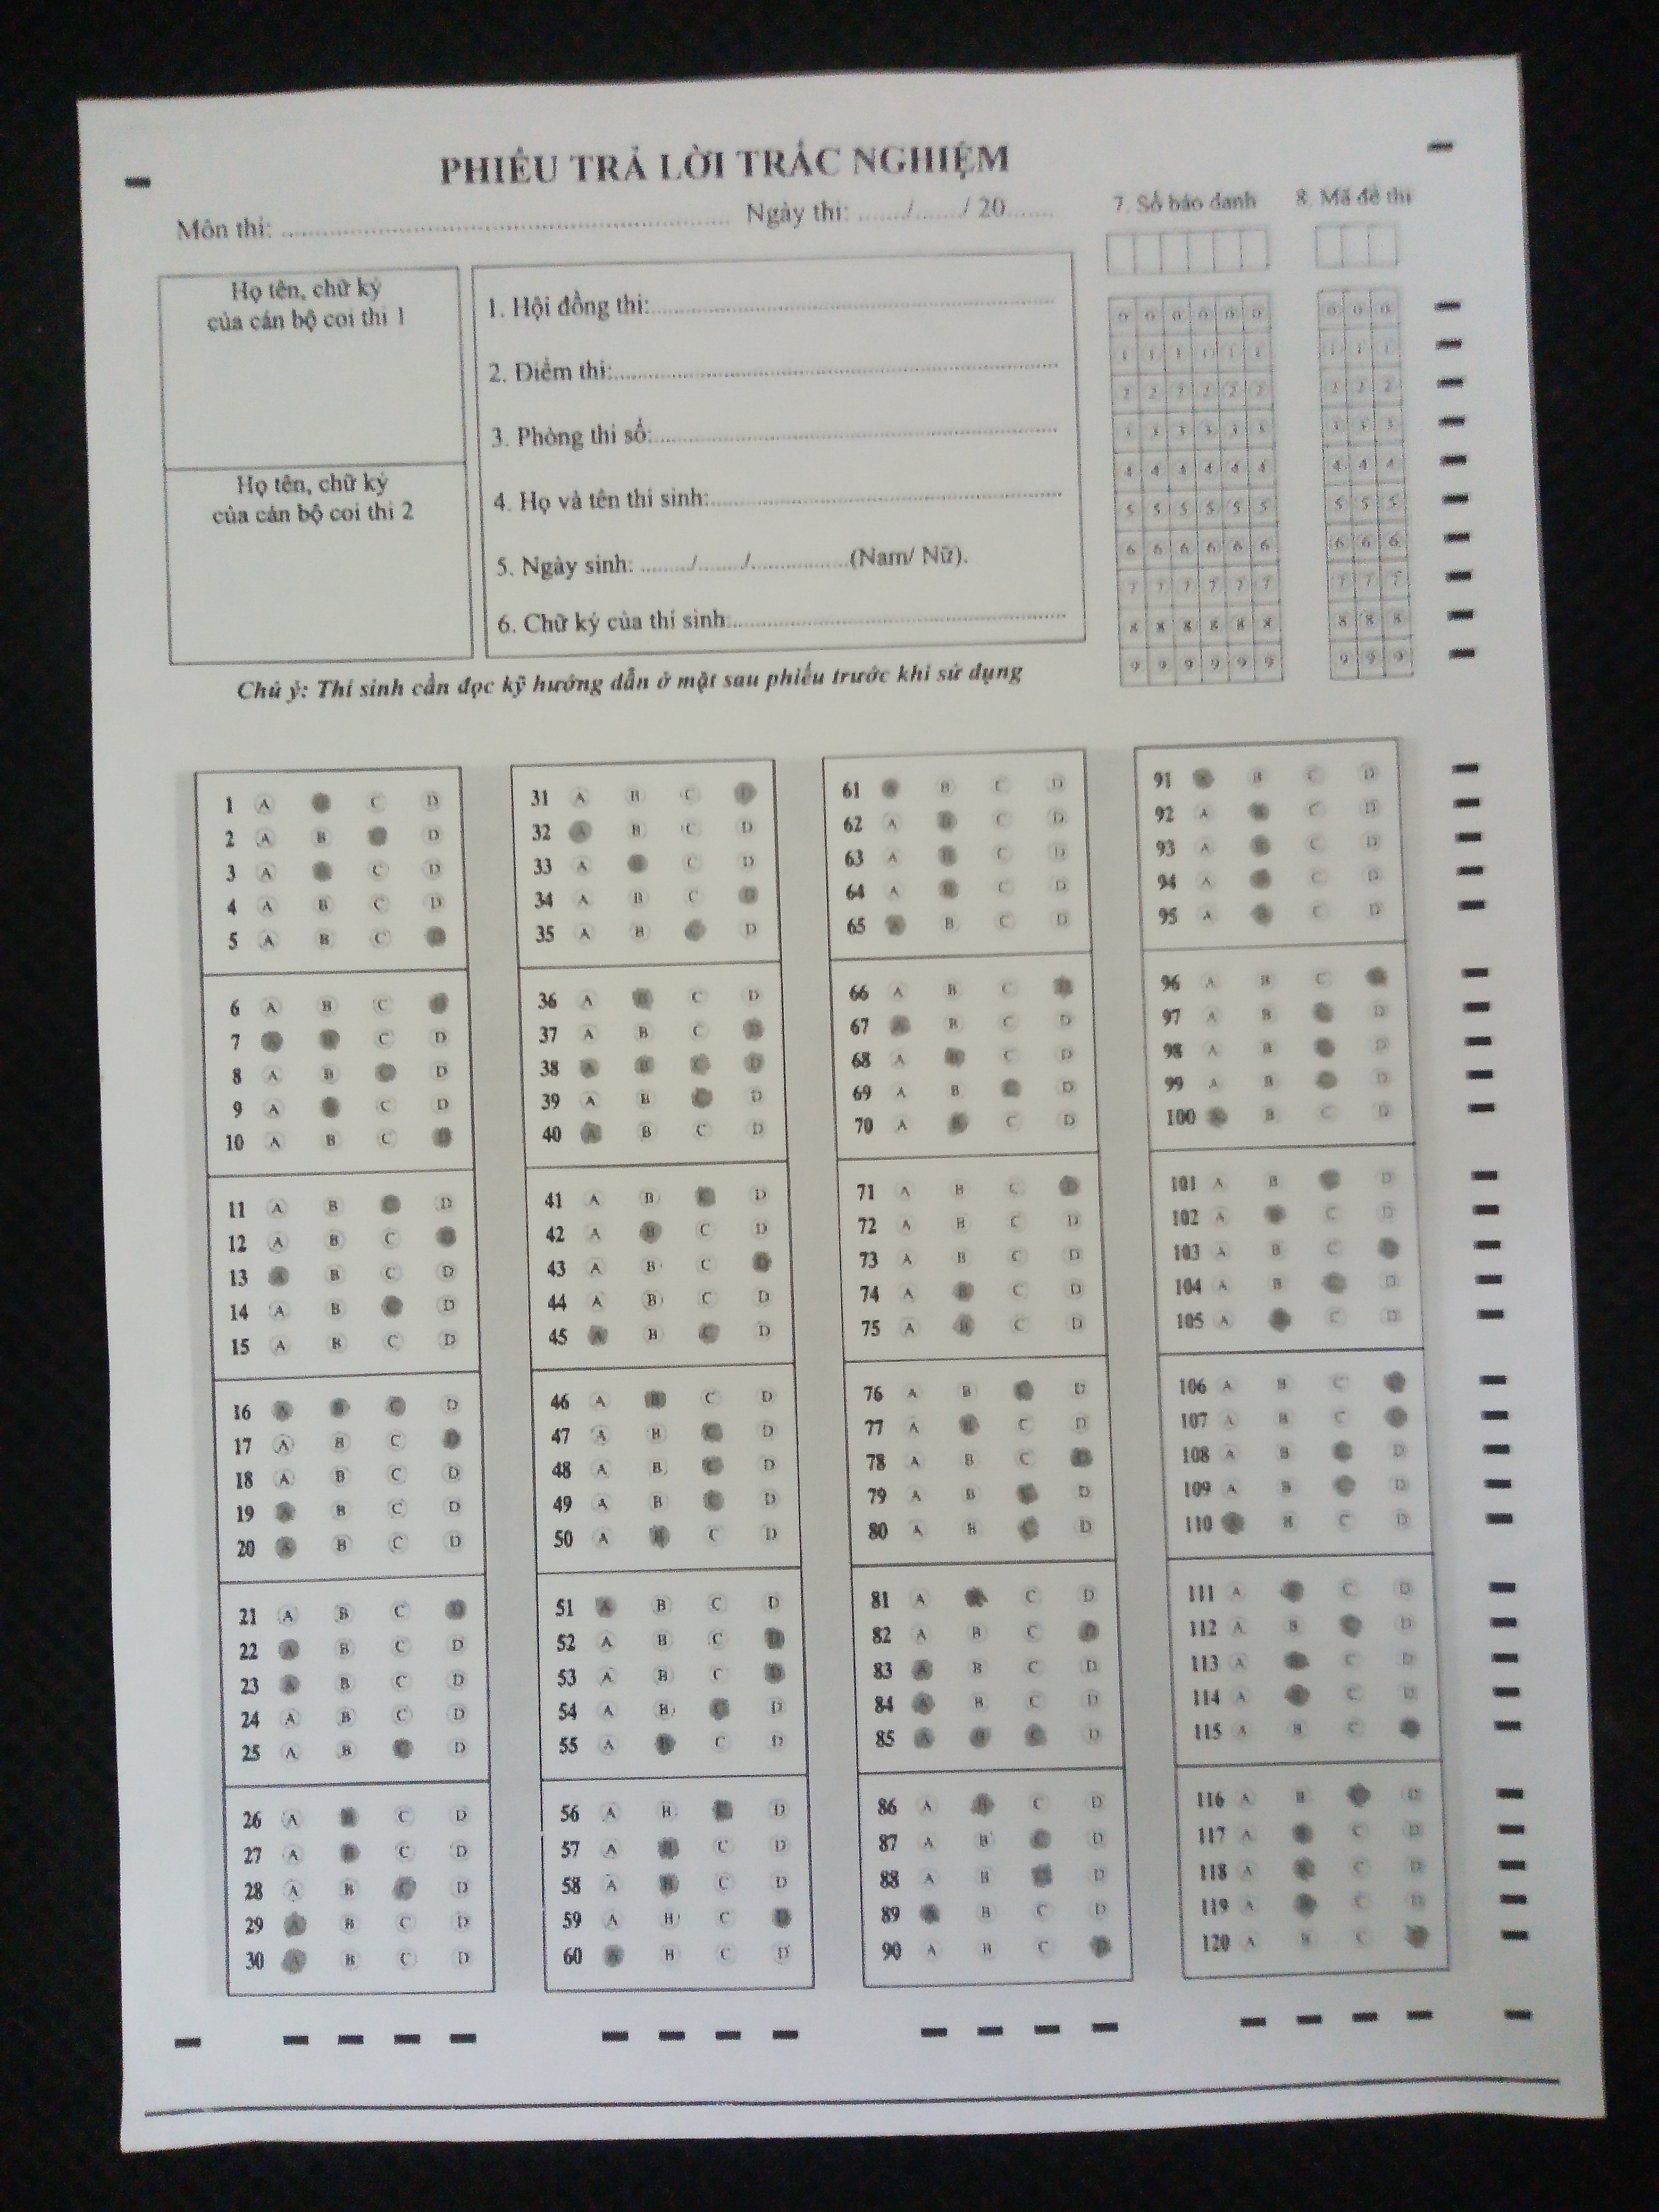 PHIẾU TRẢ LỜI TRẮC NGHIỆM
Môn thi: ........................................................ Ngày thi: ......./......./ 20.......
7. Số báo danh 8. Mã đề thi
Họ tên, chữ ký
của cán bộ coi thi 1
Họ tên, chữ ký
của cán bộ coi thi 2
1. Hội đồng thi:..................................................
2. Điểm thi:..................................................
3. Phòng thi số:..................................................
4. Họ và tên thí sinh:..................................................
5. Ngày sinh: ......../......./................(Nam/ Nữ).
6. Chữ ký của thí sinh:..................................................
0 0 0 0 0 0 0 0 0
1 1 1 1 1 1 1 1 1
2 2 2 2 2 2 2 2 2
3 3 3 3 3 3 3 3 3
4 4 4 4 4 4 4 4 4
5 5 5 5 5 5 5 5 5
6 6 6 6 6 6 6 6 6
7 7 7 7 7 7 7 7 7
8 8 8 8 8 8 8 8 8
9 9 9 9 9 9 9 9 9
Chú ý: Thí sinh cần đọc kỹ hướng dẫn ở mặt sau phiếu trước khi sử dụng
1 A C D
2 A B D
3 A C D
4 A B C D
5 A B C
6 A B C
7 C D
8 A B D
9 A C D
10 A B C
11 A B D
12 A B C
13 B C D
14 A B D
15 A B C D
16 A B C D
17 A B C
18 A B C D
19 A B C D
20 A B C D
21 A B C D
22 A B C D
23 A B C D
24 A B C D
25 A B D
26 A C D
27 A B C D
28 A B C D
29 A B C D
30 A B C D
31 A B C D
32 A B C D
33 A C D
34 A B C D
35 A B D
36 A B C D
37 A B C D
38 A B C D
39 A B D
40 A B C D
41 A B C D
42 A B C D
43 A B C D
44 A B C D
45 A B C D
46 A B C D
47 A B C D
48 A B C D
49 A B C D
50 A B C D
51 A B C D
52 A B C D
53 A B C D
54 A B C D
55 A B C D
56 A B D
57 A B C D
58 A B C D
59 A B C D
60 A B C D
61 A B C D
62 A B C D
63 A B C D
64 A B C D
65 A B C D
66 A B C D
67 A B C D
68 A B C D
69 A B D
70 A B C D
71 A B C
72 A B C D
73 A B C D
74 A B C D
75 A B C D
76 A B C D
77 A B C D
78 A B C D
79 A B C D
80 A B C D
81 A C D
82 A B C D
83 A B C D
84 A B C D
85 A B C D
86 A B C D
87 A B C D
88 A B D
89 A B C D
90 A B C D
91 B C D
92 A C D
93 A B C D
94 A C D
95 A B C D
96 A B C
97 A B D
98 A B D
99 A B D
100 B C D
101 A B D
102 A C D
103 A B C
104 A B D
105 A C D
106 A B C
107 A B C
108 A B D
109 A B D
110 B C D
111 A C D
112 A B D
113 A C D
114 A C D
115 A B C
116 A B D
117 A C D
118 A C D
119 A C D
120 A B C